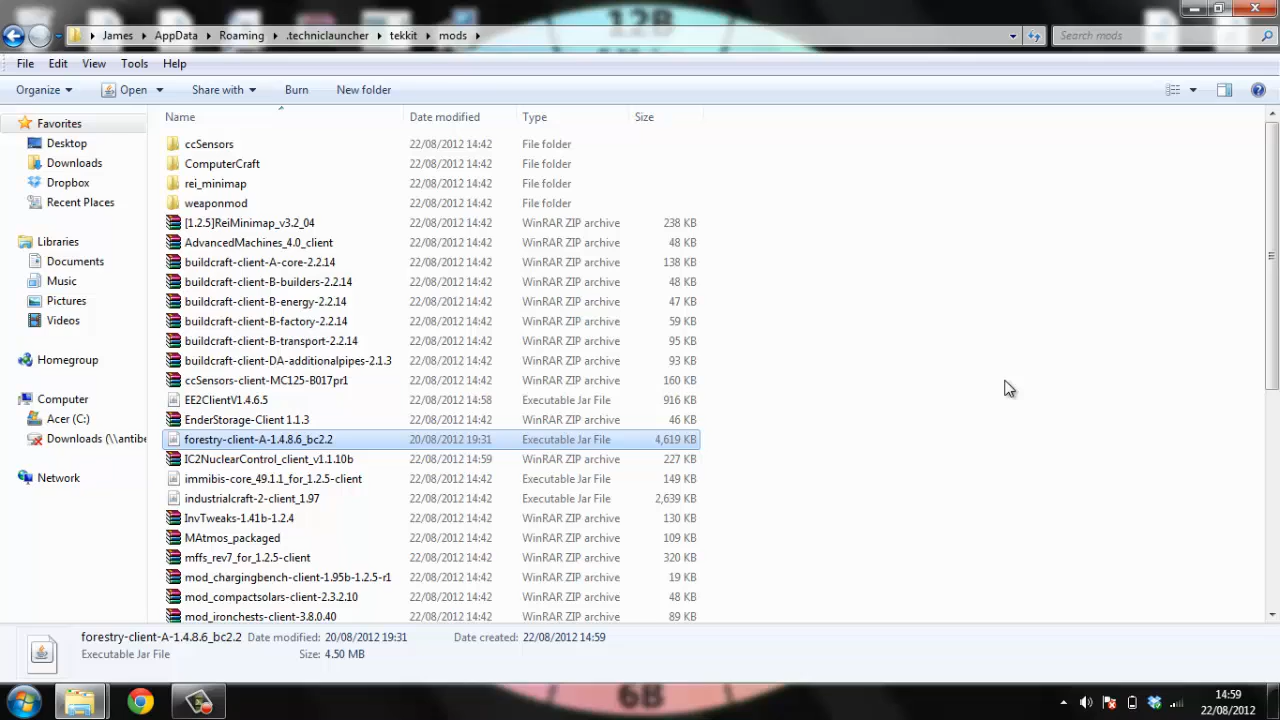 12B
James AppData Roaming .techniclauncher tekkit mods Search mods
File Edit View Tools Help
Organize Open Share with Burn New folder
Name Date modified Type Size
Favorites
Desktop
Downloads
Dropbox
Recent Places
Libraries
Documents
Music
Pictures
Videos
Homegroup
Computer
Acer (C:)
Downloads (\\antibe
Network
ccSensors 22/08/2012 14:42 File folder
ComputerCraft 22/08/2012 14:42 File folder
rei_minimap 22/08/2012 14:42 File folder
weaponmod 22/08/2012 14:42 File folder
[1.2.5]ReiMinimap_v3.2_04 22/08/2012 14:42 WinRAR ZIP archive 238 KB
AdvancedMachines_4.0_client 22/08/2012 14:42 WinRAR ZIP archive 48 KB
buildcraft-client-A-core-2.2.14 22/08/2012 14:42 WinRAR ZIP archive 138 KB
buildcraft-client-B-builders-2.2.14 22/08/2012 14:42 WinRAR ZIP archive 48 KB
buildcraft-client-B-energy-2.2.14 22/08/2012 14:42 WinRAR ZIP archive 47 KB
buildcraft-client-B-factory-2.2.14 22/08/2012 14:42 WinRAR ZIP archive 59 KB
buildcraft-client-B-transport-2.2.14 22/08/2012 14:42 WinRAR ZIP archive 95 KB
buildcraft-client-DA-additionalpipes-2.1.3 22/08/2012 14:42 WinRAR ZIP archive 93 KB
ccSensors-client-MC125-B017pr1 22/08/2012 14:42 WinRAR ZIP archive 160 KB
EE2ClientV1.4.6.5 22/08/2012 14:58 Executable Jar File 916 KB
EnderStorage-Client 1.1.3 22/08/2012 14:42 WinRAR ZIP archive 46 KB
forestry-client-A-1.4.8.6_bc2.2 20/08/2012 19:31 Executable Jar File 4,619 KB
IC2NuclearControl_client_v1.1.10b 22/08/2012 14:59 WinRAR ZIP archive 227 KB
immibis-core_49.1.1_for_1.2.5-client 22/08/2012 14:42 Executable Jar File 149 KB
industrialcraft-2-client_1.97 22/08/2012 14:42 Executable Jar File 2,639 KB
InvTweaks-1.41b-1.2.4 22/08/2012 14:42 WinRAR ZIP archive 130 KB
MAtmos_packaged 22/08/2012 14:42 WinRAR ZIP archive 109 KB
mffs_rev7_for_1.2.5-client 22/08/2012 14:42 WinRAR ZIP archive 320 KB
mod_chargingbench-client-1.95b-1.2.5-r1 22/08/2012 14:42 WinRAR ZIP archive 19 KB
mod_compactsolars-client-2.3.2.10 22/08/2012 14:42 WinRAR ZIP archive 48 KB
mod_ironchests-client-3.8.0.40 22/08/2012 14:42 WinRAR ZIP archive 89 KB
forestry-client-A-1.4.8.6_bc2.2 Date modified: 20/08/2012 19:31 Date created: 22/08/2012 14:59
Executable Jar File Size: 4.50 MB
6B
14:59
22/08/2012